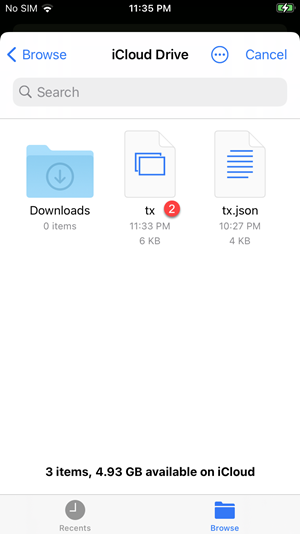 No SIM 11:35 PM
Browse iCloud Drive Cancel
Search
Downloads tx 2 tx.json
0 items 11:33 PM 10:27 PM
6 KB 4 KB
3 items, 4.93 GB available on iCloud
Recents Browse